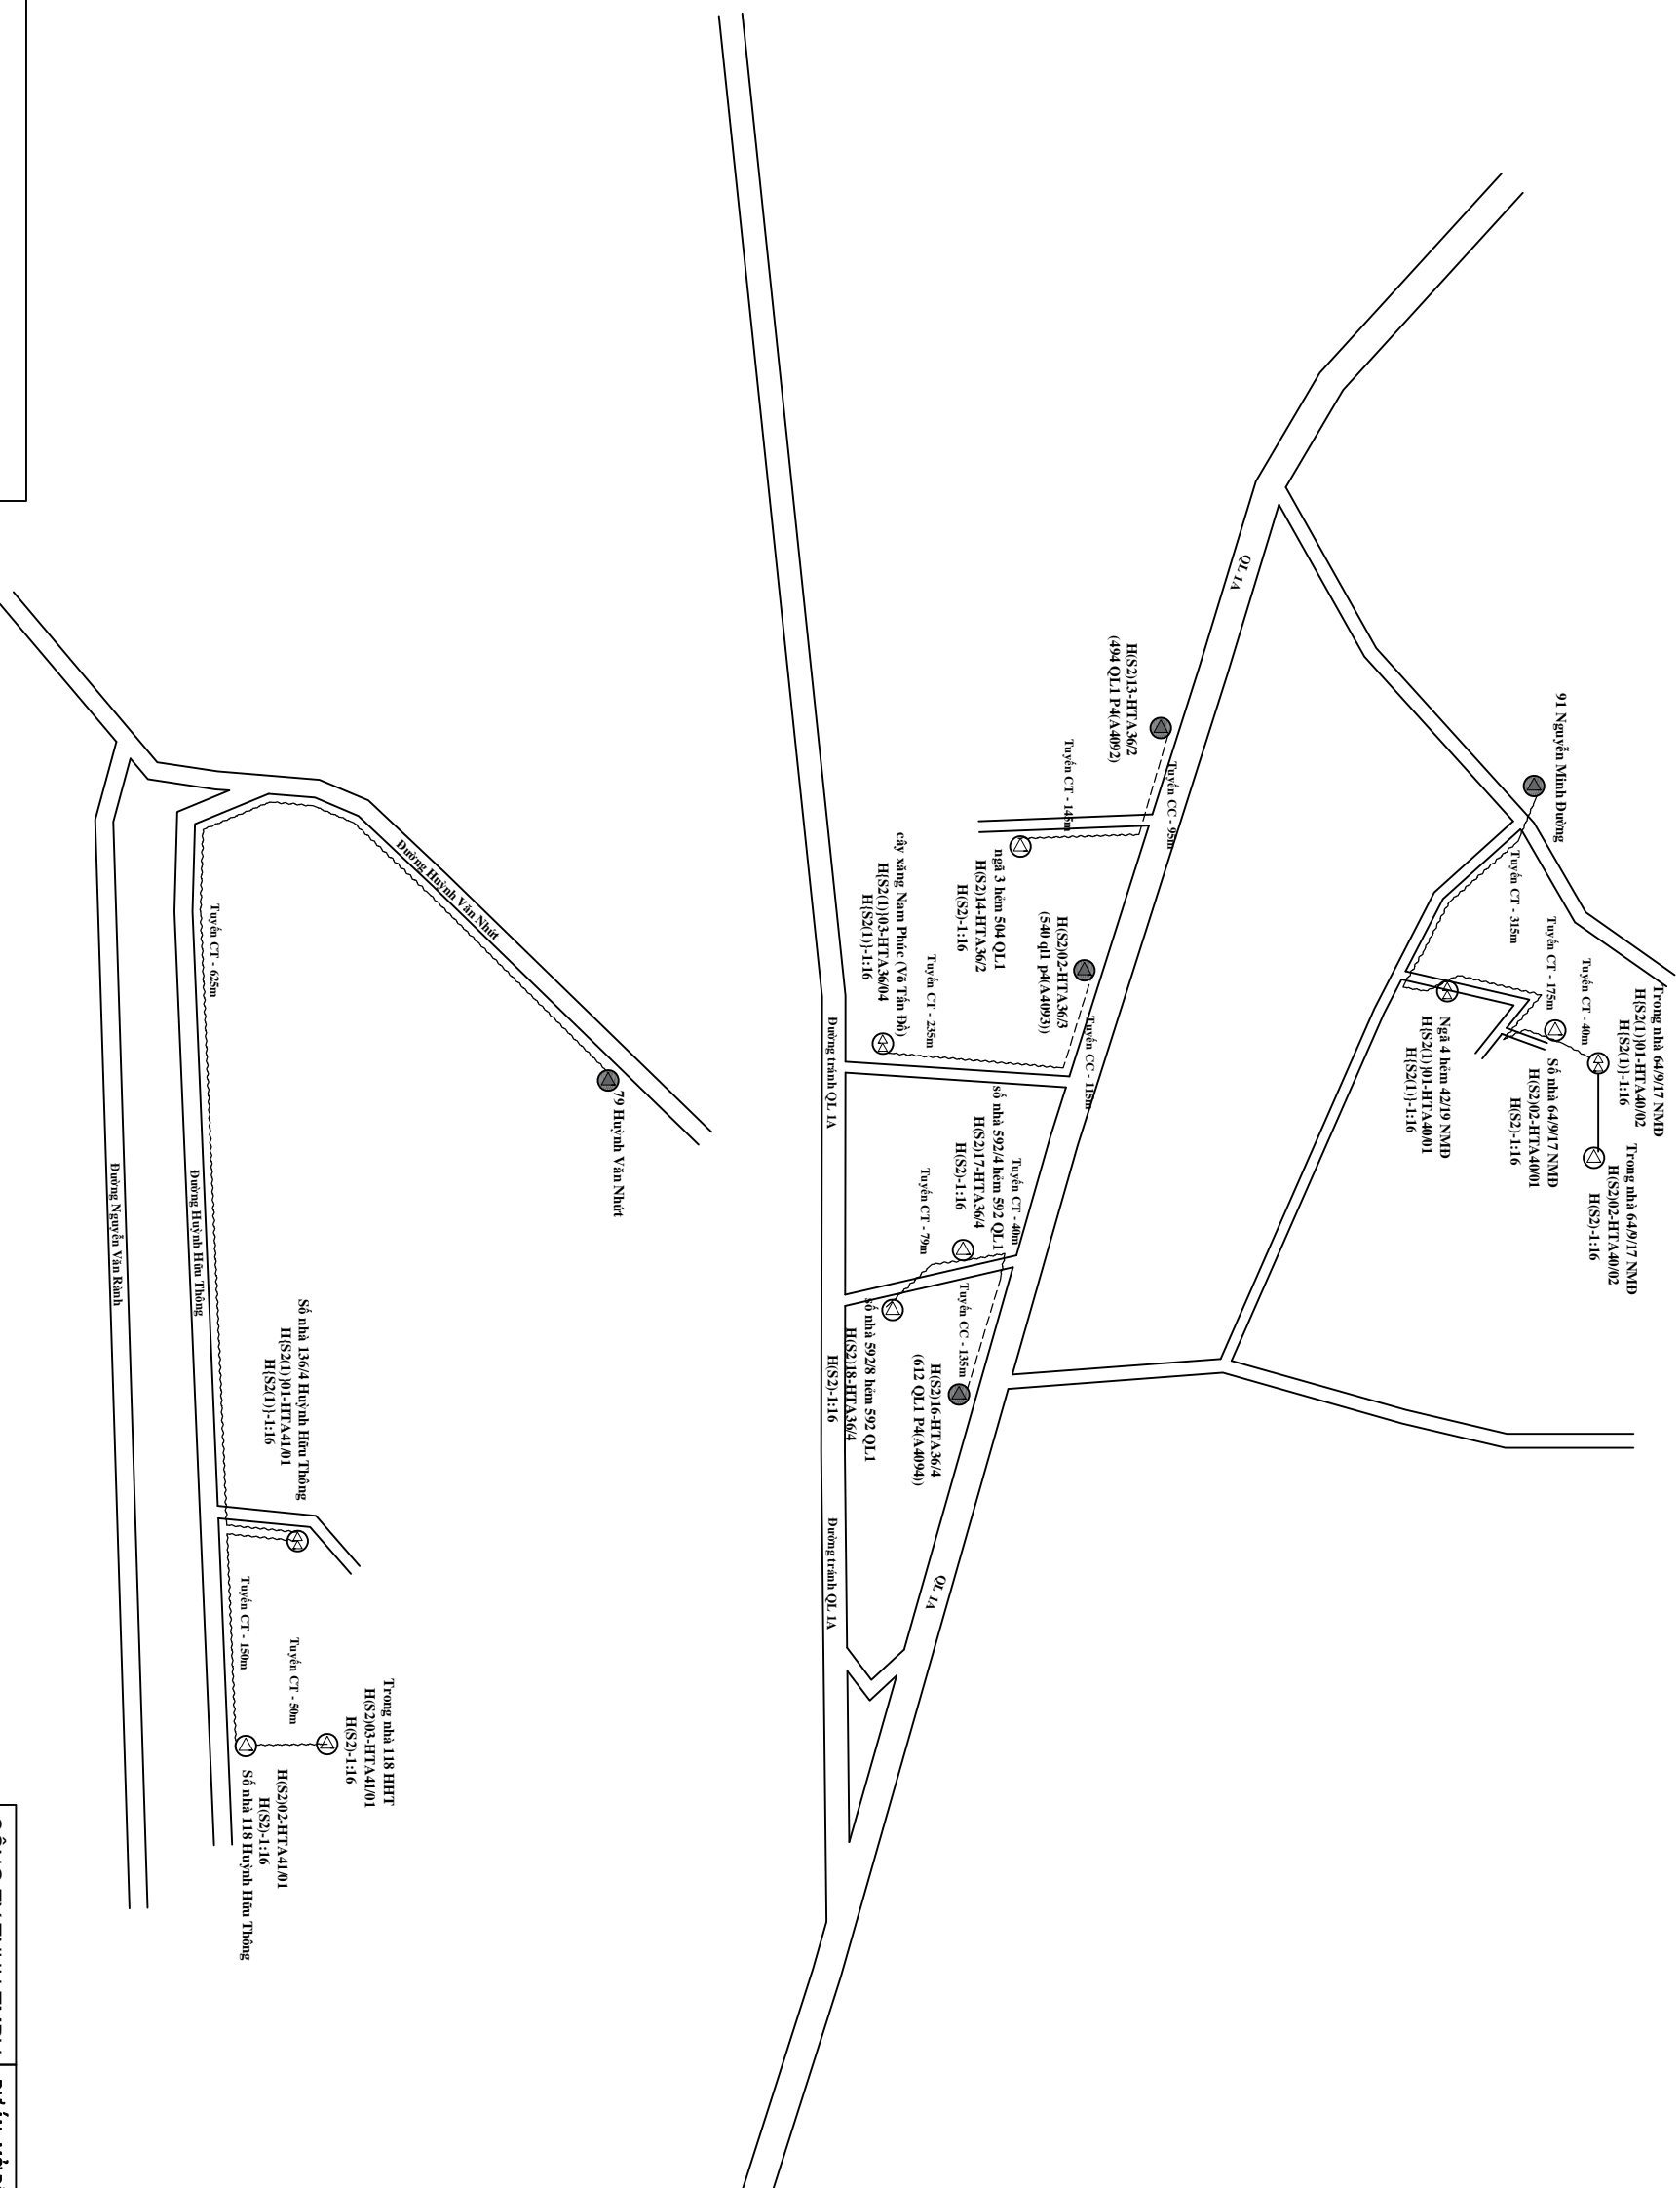 Trong nhà 64/9/17 NMĐ
H{S2(1)}01-HTA40/02
H{S2(1)}-1:16
Trong nhà 64/9/17 NMĐ
H(S2)02-HTA40/02
H(S2)-1:16
91 Nguyễn Minh Đường
Tuyến CT - 40m
Tuyến CT - 175m
Tuyến CT - 315m
Số nhà 64/9/17 NMĐ
H(S2)02-HTA40/01
H(S2)-1:16
Ngã 4 hẻm 42/19 NMĐ
H{S2(1)}01-HTA40/01
H{S2(1)}-1:16
QL 1A
H(S2)13-HTA36/2
(494 QL1 P4(A4092)
Tuyến CC - 95m
Tuyến CT - 145m
ngã 3 hẻm 504 QL1
H(S2)14-HTA36/2
H(S2)-1:16
H(S2)02-HTA36/3
(540 ql1 p4(A4093))
Tuyến CC - 115m
Tuyến CT - 235m
cây xăng Nam Phúc (Võ Tấn Đồ)
H{S2(1)}03-HTA36/04
H{S2(1)}-1:16
Tuyến CT - 40m
số nhà 592/4 hẻm 592 QL1
H(S2)17-HTA36/4
H(S2)-1:16
Tuyến CT - 79m
Tuyến CC - 135m
H(S2)16-HTA36/4
(612 QL1 P4(A4094))
số nhà 592/8 hẻm 592 QL1
H(S2)18-HTA36/4
H(S2)-1:16
Đường tránh QL 1A
Đường tránh QL 1A
QL 1A
79 Huỳnh Văn Nhứt
Đường Huỳnh Văn Nhứt
Tuyến CT - 625m
Đường Huỳnh Hữu Thông
Đường Nguyễn Văn Rành
Số nhà 136/4 Huỳnh Hữu Thông
H{S2(1)}01-HTA41/01
H{S2(1)}-1:16
Tuyến CT - 150m
Tuyến CT - 50m
Trong nhà 118 HHT
H(S2)03-HTA41/01
H(S2)-1:16
H(S2)02-HTA41/01
H(S2)-1:16
Số nhà 118 Huỳnh Hữu Thông